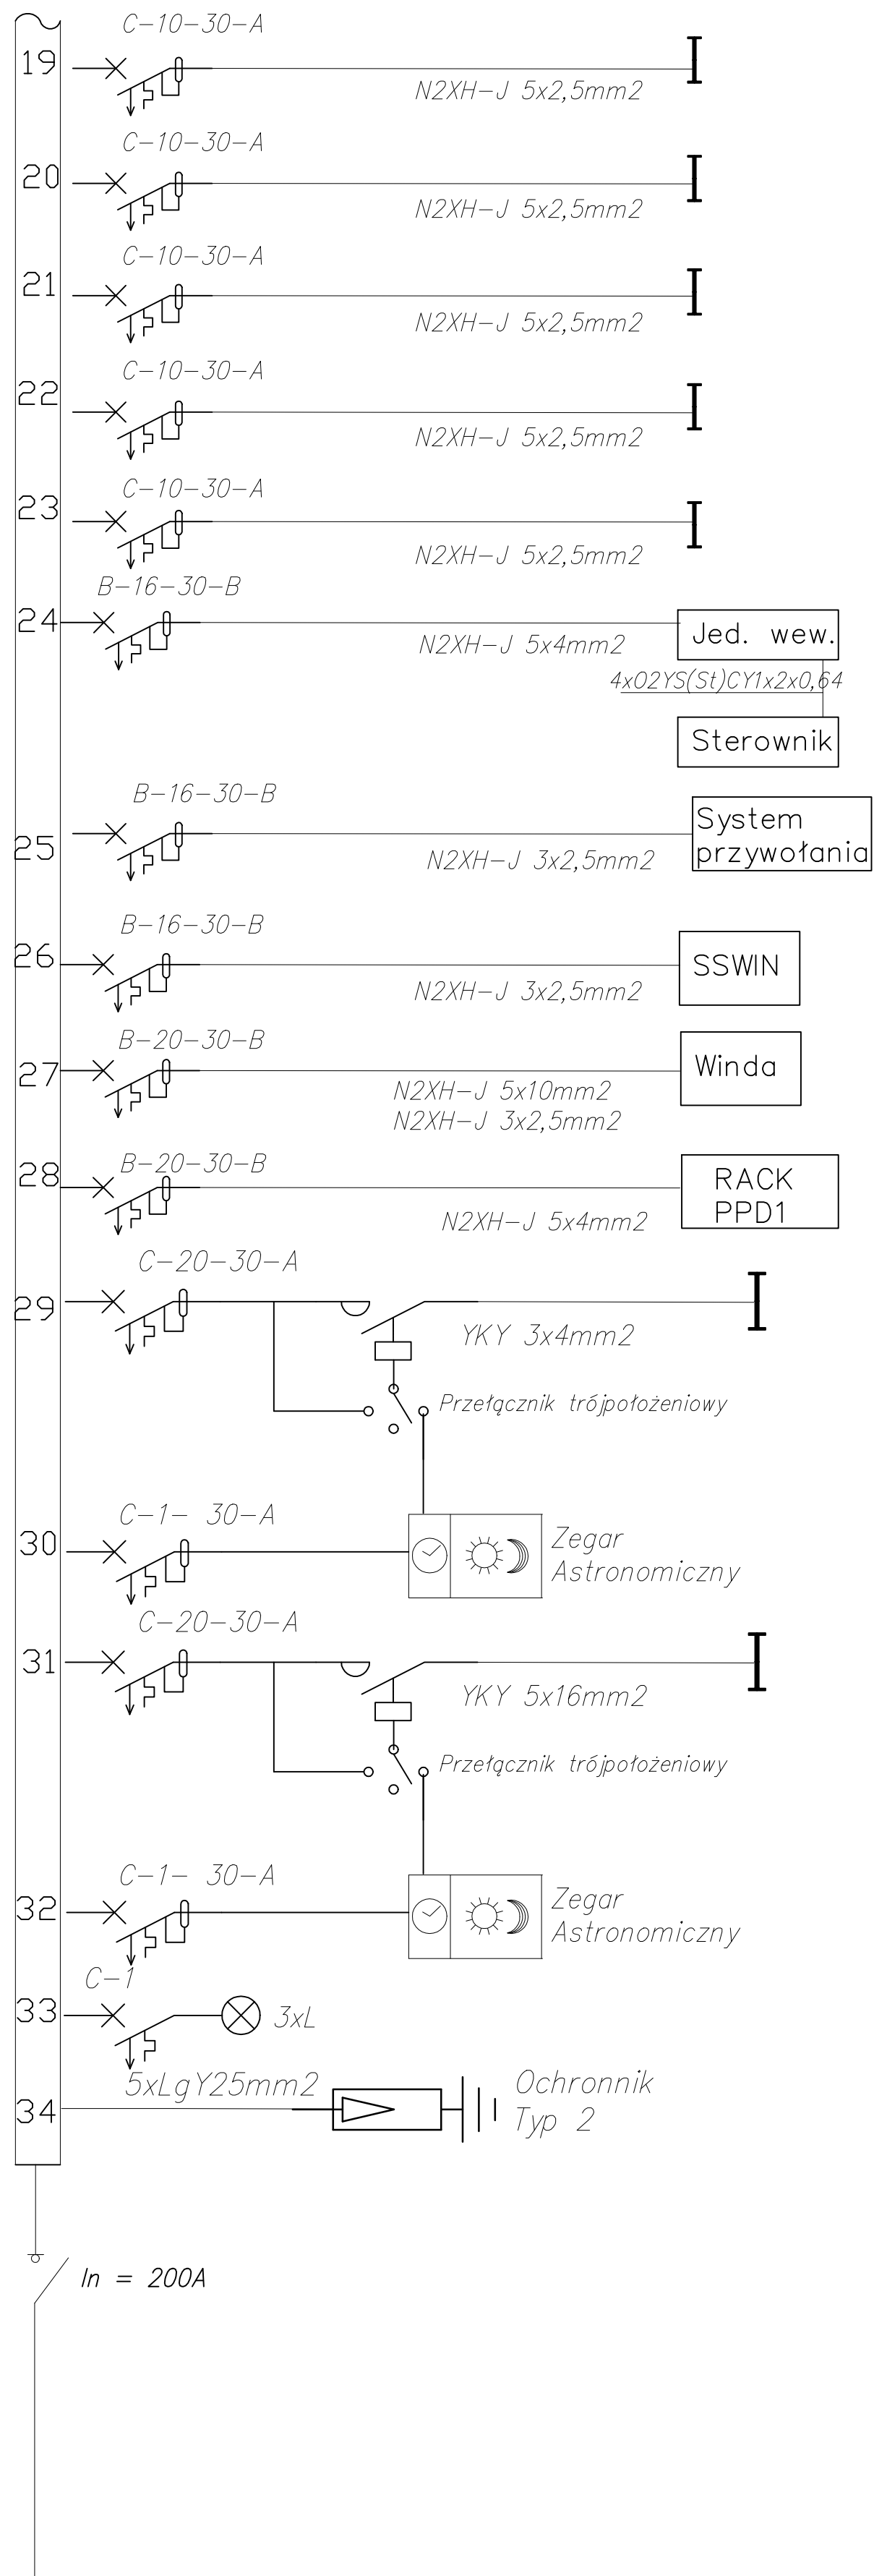 C-10-30-A
19
N2XH-J 5x2,5mm2
C-10-30-A
20
N2XH-J 5x2,5mm2
C-10-30-A
21
N2XH-J 5x2,5mm2
C-10-30-A
22
N2XH-J 5x2,5mm2
C-10-30-A
23
N2XH-J 5x2,5mm2
B-16-30-B
24
N2XH-J 5x4mm2
Jed. wew.
4x02YS(St)CY1x2x0,64
Sterownik
B-16-30-B
25
N2XH-J 3x2,5mm2
System
przywołania
B-16-30-B
26
N2XH-J 3x2,5mm2
SSWIN
B-20-30-B
27
N2XH-J 5x10mm2
N2XH-J 3x2,5mm2
Winda
B-20-30-B
28
N2XH-J 5x4mm2
RACK
PPD1
C-20-30-A
29
YKY 3x4mm2
Przełącznik trójpołożeniowy
C-1- 30-A
30
Zegar
Astronomiczny
C-20-30-A
31
YKY 5x16mm2
Przełącznik trójpołożeniowy
C-1- 30-A
32
Zegar
Astronomiczny
C-1
33
3xL
5xLgY25mm2
34
Ochronnik
Typ 2
In = 200A